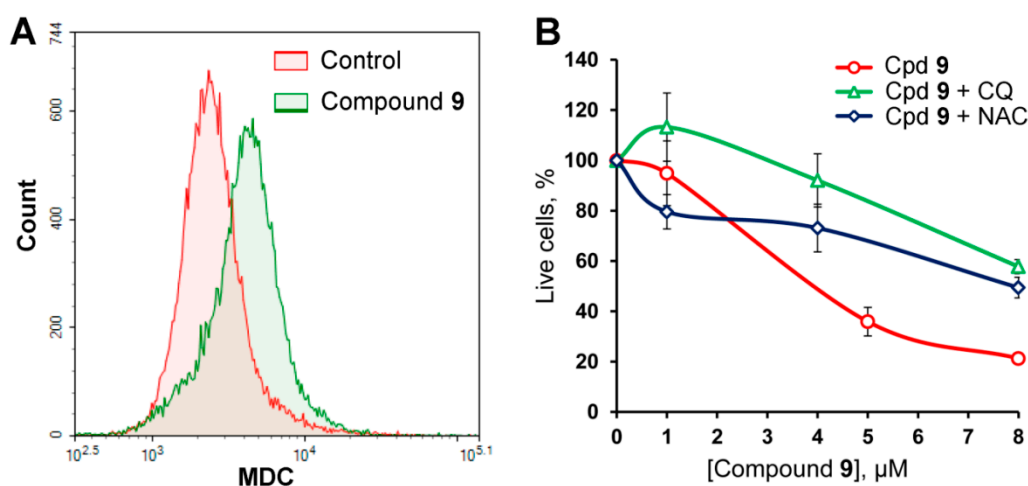 A
744
600
400
200
0
Count
Control
Compound 9
10^2.5 10^3 10^4 10^5.1
MDC
B
140
120
100
80
60
40
20
0
Live cells, %
Cpd 9
Cpd 9 + CQ
Cpd 9 + NAC
0 1 2 3 4 5 6 7 8
[Compound 9], µM